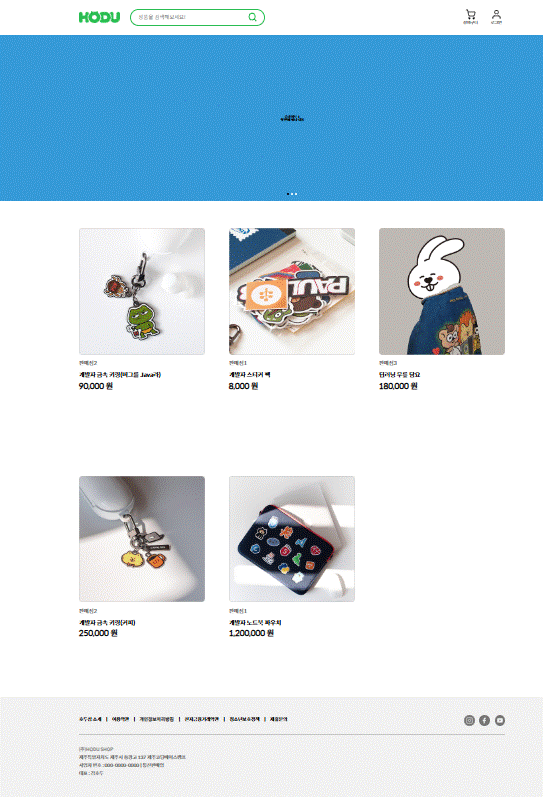 HODU
상품을 검색해보세요!
장바구니
로그인
PAUL
판매점2
개발자 금속 키링(버그를 Java라)
90,000 원
판매점1
개발자 스티커 팩
8,000 원
판매점3
딥러닝 무릎 담요
180,000 원
판매점2
개발자 금속 키링(커피)
250,000 원
판매점1
개발자 노트북 파우치
1,200,000 원
호두샵 소개 | 이용약관 | 개인정보처리방침 | 전자금융거래약관 | 청소년보호정책 | 제휴문의
(주)HODU SHOP
제주특별자치도 제주시 동광고 137 제주코딩베이스캠프
사업자 번호 : 000-0000-0000 | 통신판매업
대표 : 김호두